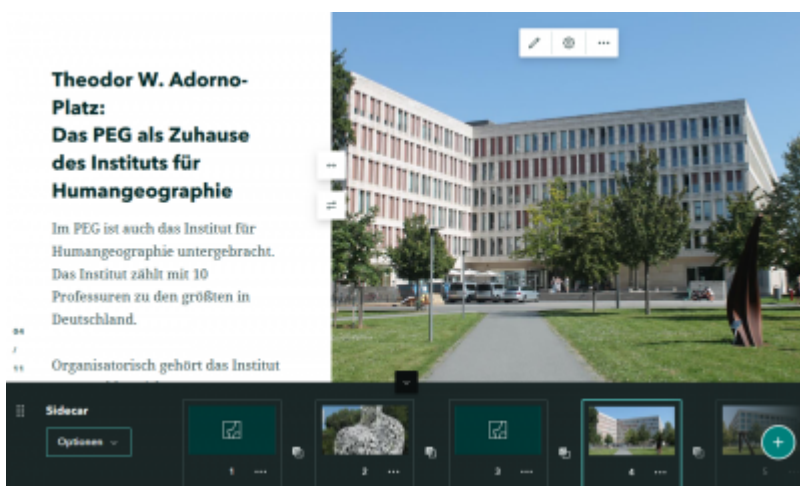 Theodor W. Adorno-
Platz:
Das PEG als Zuhause
des Instituts für
Humangeographie
Im PEG ist auch das Institut für
Humangeographie untergebracht.
Das Institut zählt mit 10
Professuren zu den größten in
Deutschland.
Organisatorisch gehört das Institut
04
/
11
Sidecar
Optionen
1
2
3
4
5